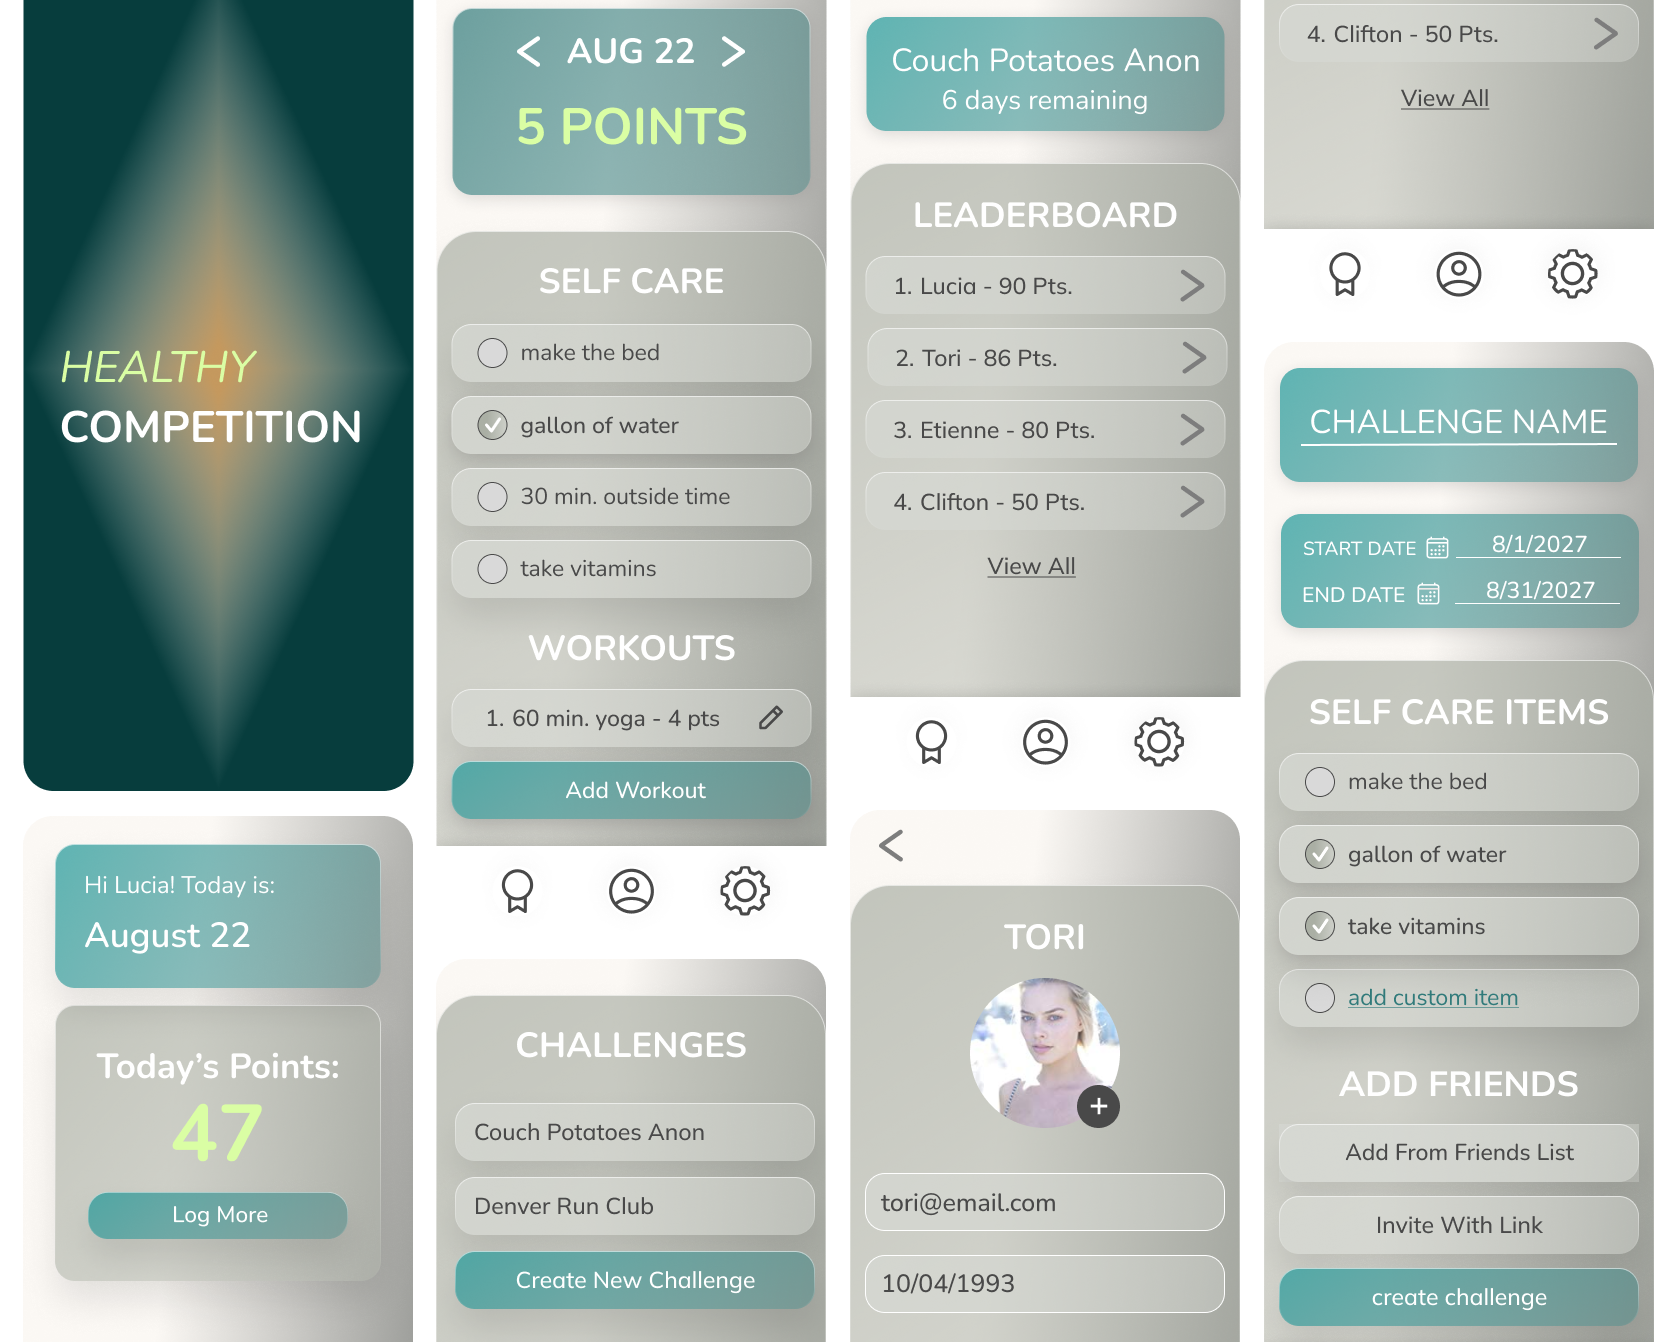 HEALTHY
COMPETITION
Hi Lucia! Today is:
August 22
Today's Points:
47
Log More
AUG 22
5 POINTS
SELF CARE
make the bed
gallon of water
30 min. outside time
take vitamins
WORKOUTS
1. 60 min. yoga - 4 pts
Add Workout
CHALLENGES
Couch Potatoes Anon
Denver Run Club
Create New Challenge
Couch Potatoes Anon
6 days remaining
LEADERBOARD
1. Lucia - 90 Pts.
2. Tori - 86 Pts.
3. Etienne - 80 Pts.
4. Clifton - 50 Pts.
View All
TORI
tori@email.com
10/04/1993
4. Clifton - 50 Pts.
View All
CHALLENGE NAME
START DATE 8/1/2027
END DATE 8/31/2027
SELF CARE ITEMS
make the bed
gallon of water
take vitamins
add custom item
ADD FRIENDS
Add From Friends List
Invite With Link
create challenge